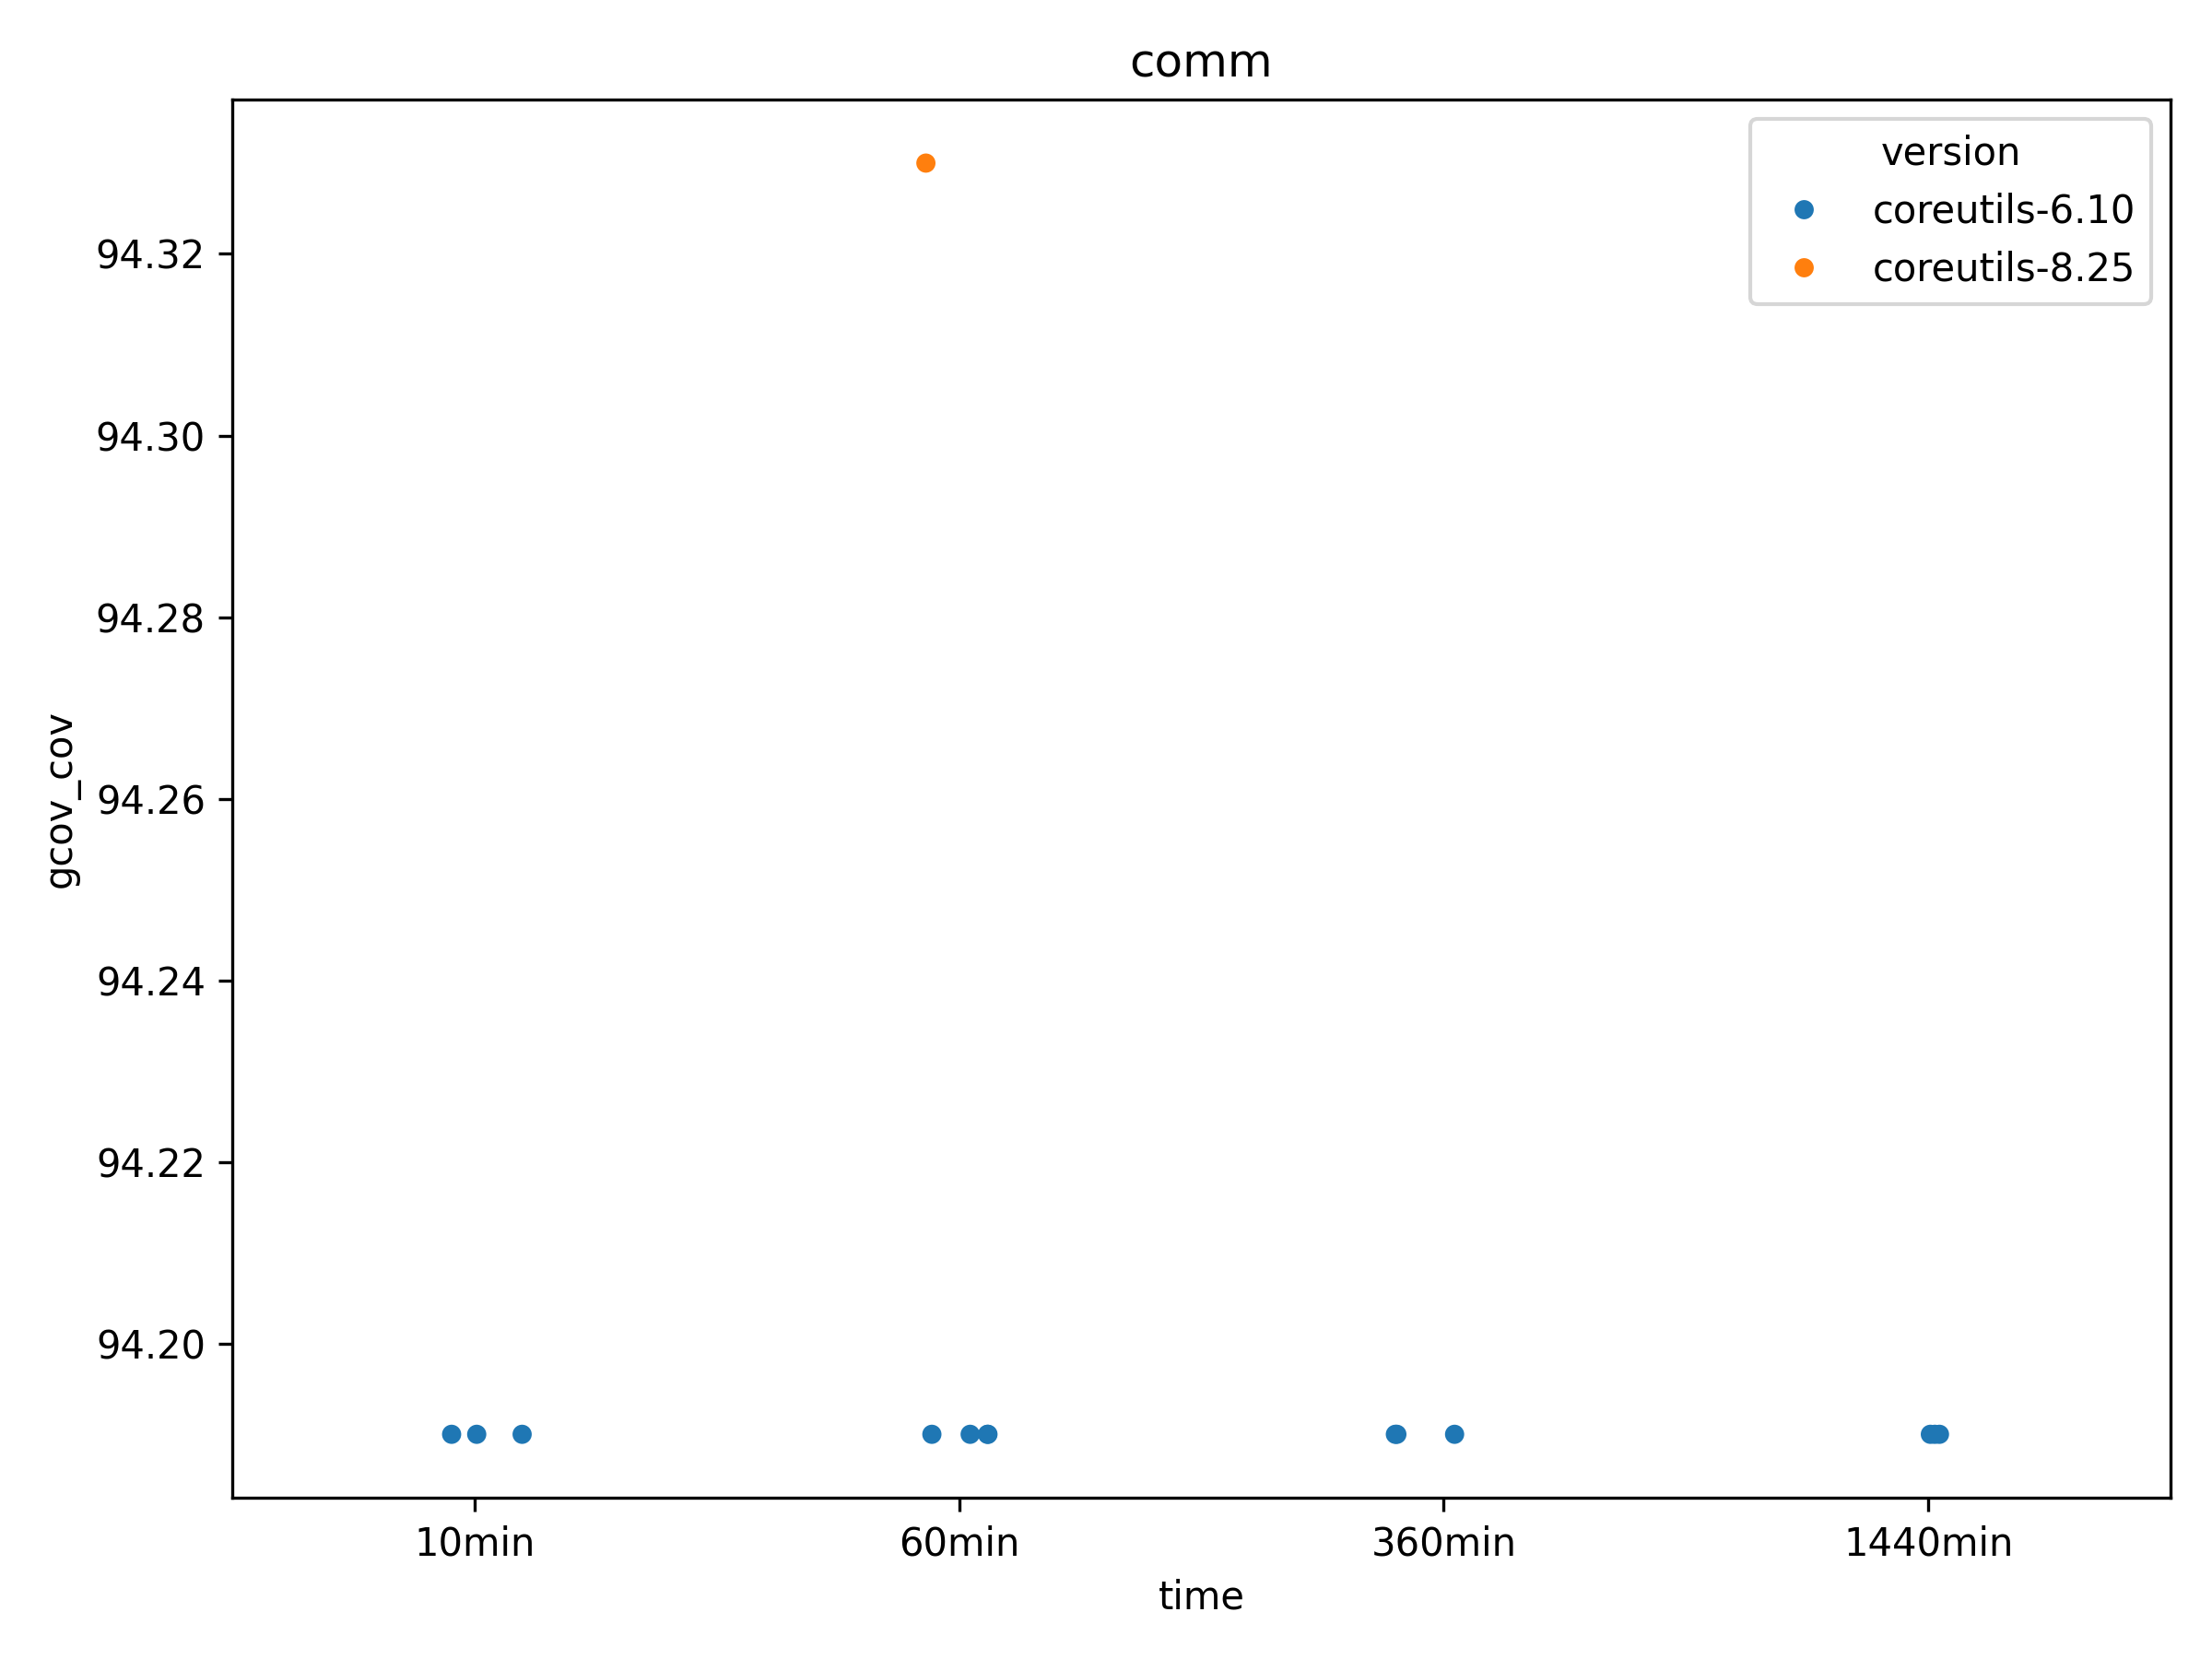 comm
version
coreutils-6.10
coreutils-8.25
gcov_cov
94.32
94.30
94.28
94.26
94.24
94.22
94.20
10min 60min 360min 1440min
time